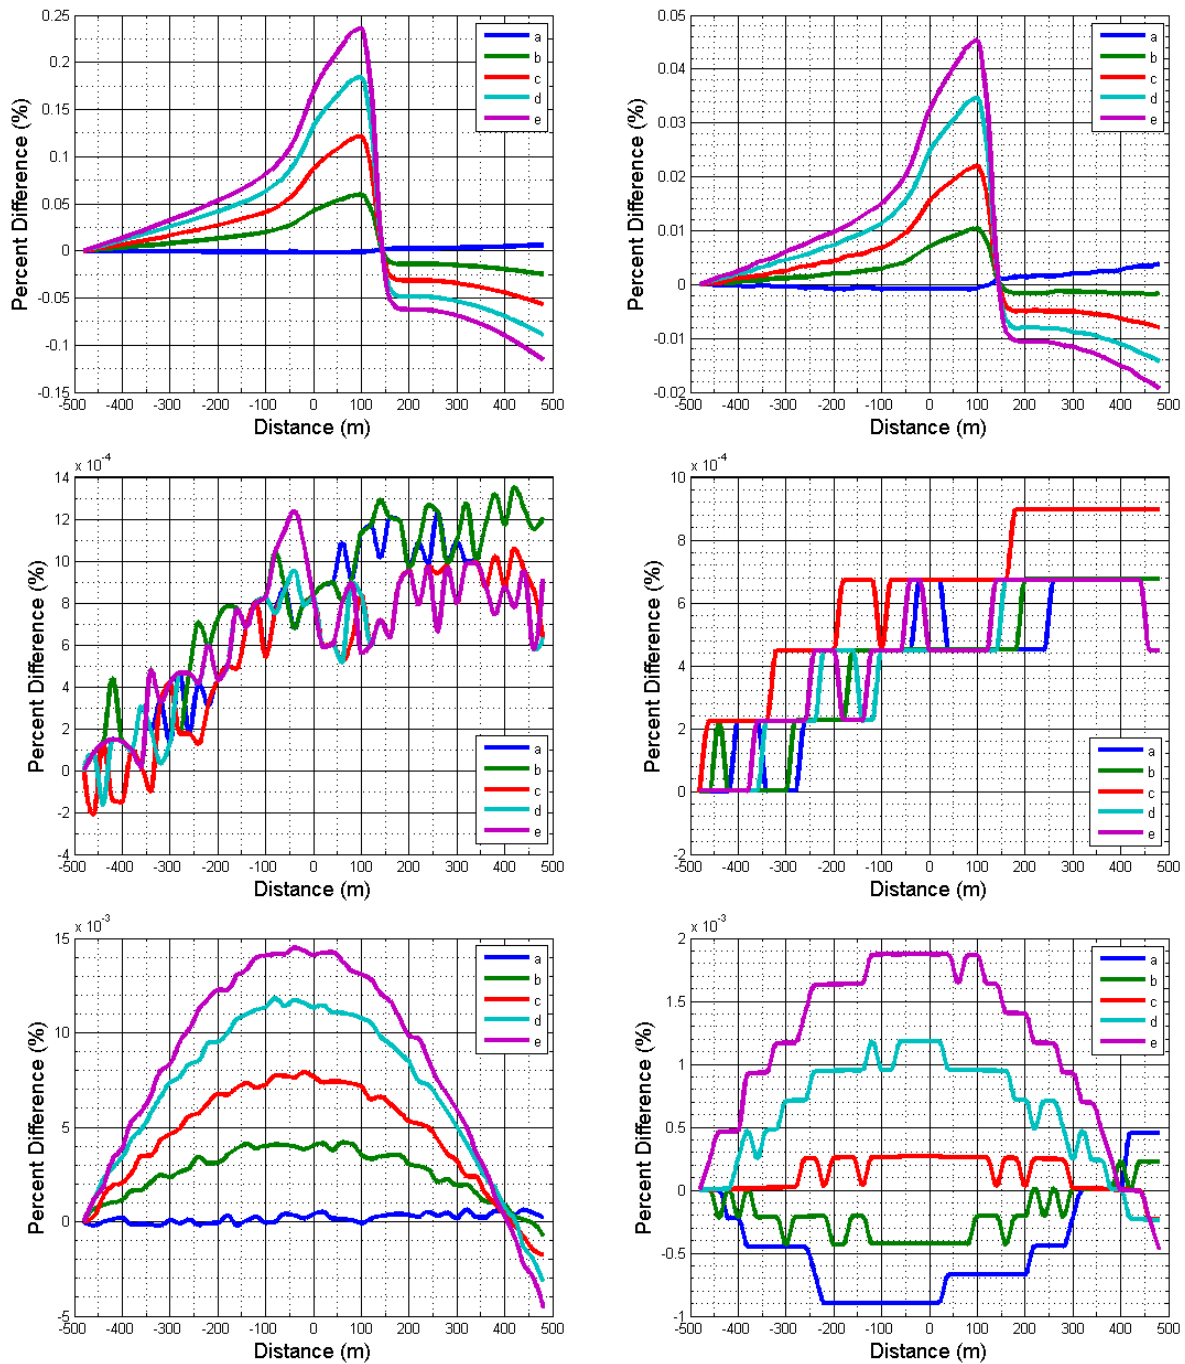 0.25
0.2
0.15
0.1
0.05
0
-0.05
-0.1
-0.15
-500 -400 -300 -200 -100 0 100 200 300 400 500
Percent Difference (%)
Distance (m)
a
b
c
d
e
0.05
0.04
0.03
0.02
0.01
0
-0.01
-0.02
-500 -400 -300 -200 -100 0 100 200 300 400 500
Percent Difference (%)
Distance (m)
a
b
c
d
e
x 10-4
14
12
10
8
6
4
2
0
-2
-4
-500 -400 -300 -200 -100 0 100 200 300 400 500
Percent Difference (%)
Distance (m)
a
b
c
d
e
x 10-4
10
8
6
4
2
0
-2
-500 -400 -300 -200 -100 0 100 200 300 400 500
Percent Difference (%)
Distance (m)
a
b
c
d
e
x 10-3
15
10
5
0
-5
-500 -400 -300 -200 -100 0 100 200 300 400 500
Percent Difference (%)
Distance (m)
a
b
c
d
e
x 10-3
2
1.5
1
0.5
0
-0.5
-1
-500 -400 -300 -200 -100 0 100 200 300 400 500
Percent Difference (%)
Distance (m)
a
b
c
d
e